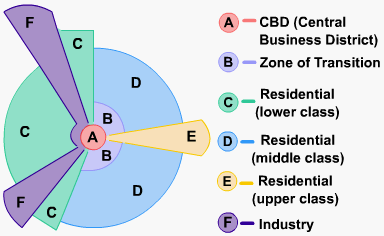 F
C
D
B
C
A
E
B
F
C
D
A CBD (Central
Business District)
B Zone of Transition
C Residential
(lower class)
D Residential
(middle class)
E Residential
(upper class)
F Industry